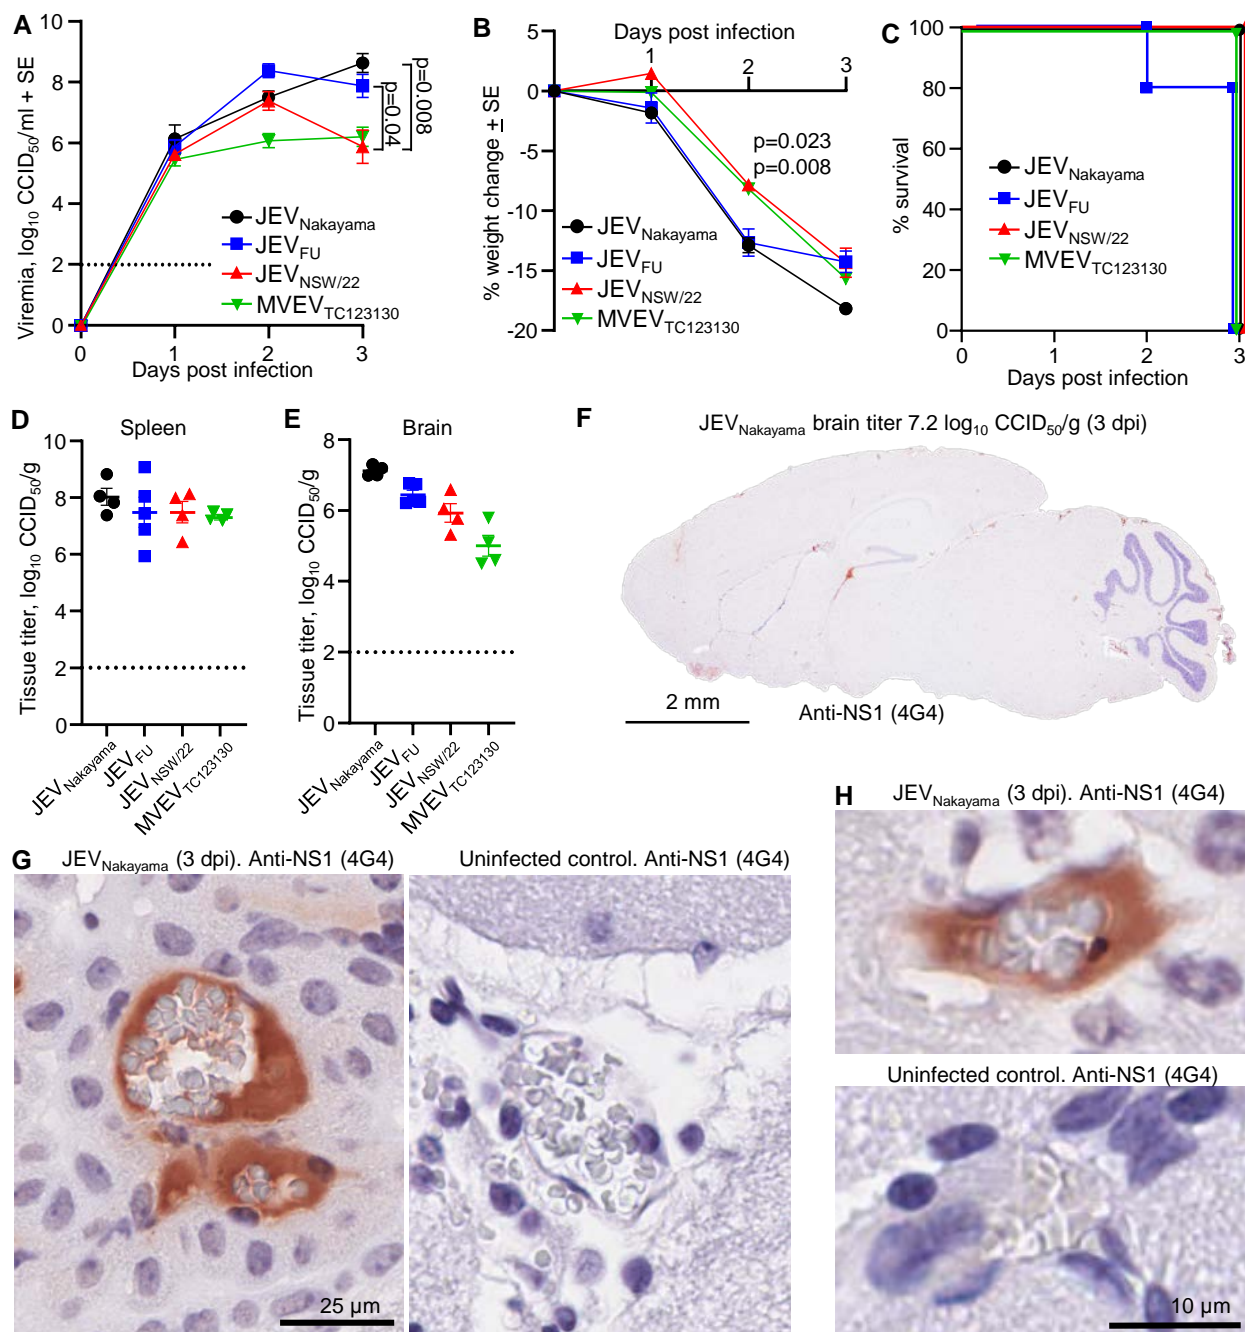 A
Viremia, log10 CCID50/ml + SE
10
8
6
4
2
0
0 1 2 3
Days post infection
p=0.04
p=0.008
JEVNakayama
JEVFU
JEVNSW/22
MVEVTC123130
B
% weight change ± SE
Days post infection
1 2 3
5
0
-5
-10
-15
-20
p=0.023
p=0.008
JEVNakayama
JEVFU
JEVNSW/22
MVEVTC123130
C
% survival
100
80
60
40
20
0
0 1 2 3
Days post infection
JEVNakayama
JEVFU
JEVNSW/22
MVEVTC123130
D
Spleen
Tissue titer, log10 CCID50/g
10
8
6
4
2
0
JEVNakayama
JEVFU
JEVNSW/22
MVEVTC123130
E
Brain
Tissue titer, log10 CCID50/g
8
6
4
2
0
JEVNakayama
JEVFU
JEVNSW/22
MVEVTC123130
F
JEVNakayama brain titer 7.2 log10 CCID50/g (3 dpi)
2 mm
Anti-NS1 (4G4)
G
JEVNakayama (3 dpi). Anti-NS1 (4G4)
Uninfected control. Anti-NS1 (4G4)
25 µm
H
JEVNakayama (3 dpi). Anti-NS1 (4G4)
Uninfected control. Anti-NS1 (4G4)
10 µm